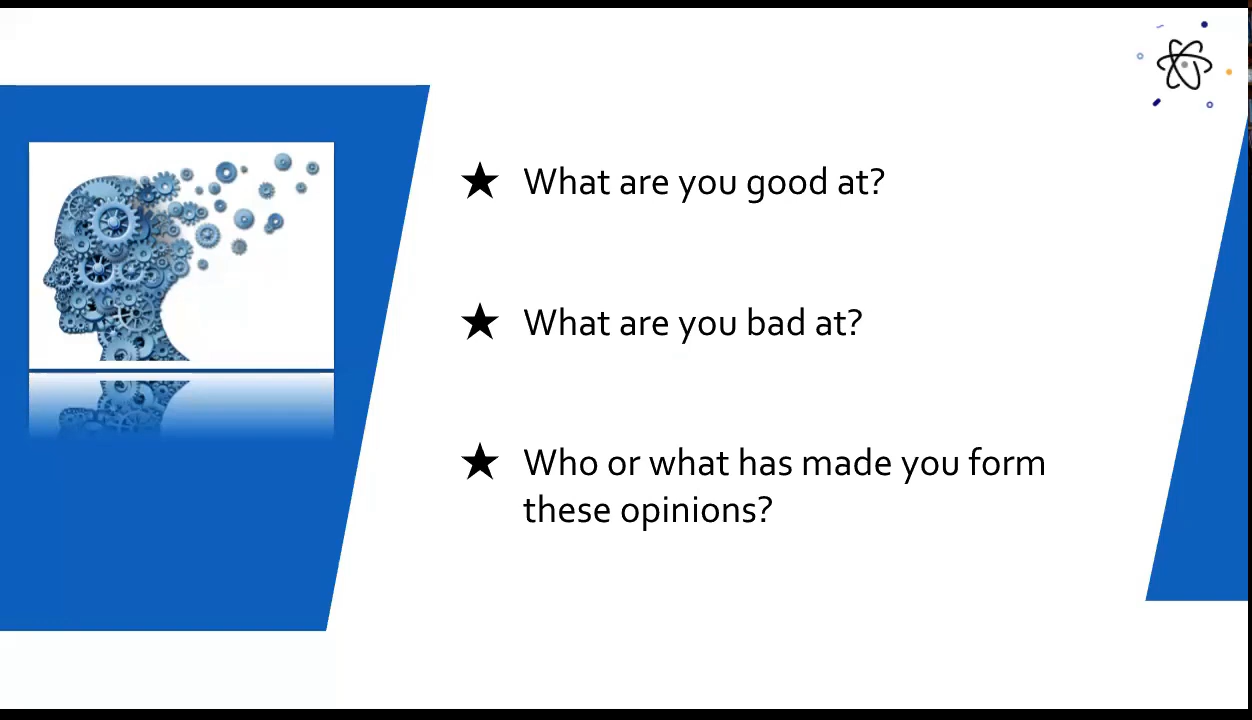 ★ What are you good at?
★ What are you bad at?
★ Who or what has made you form
these opinions?